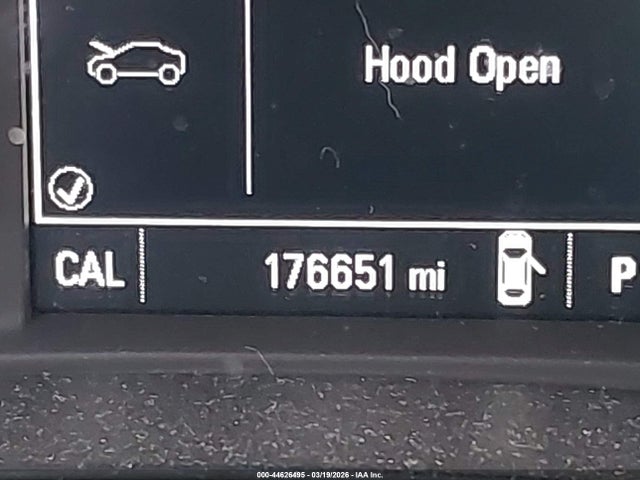 Hood Open
CAL 176651 mi P
000-44626495 - 03/19/2026 - IAA Inc.